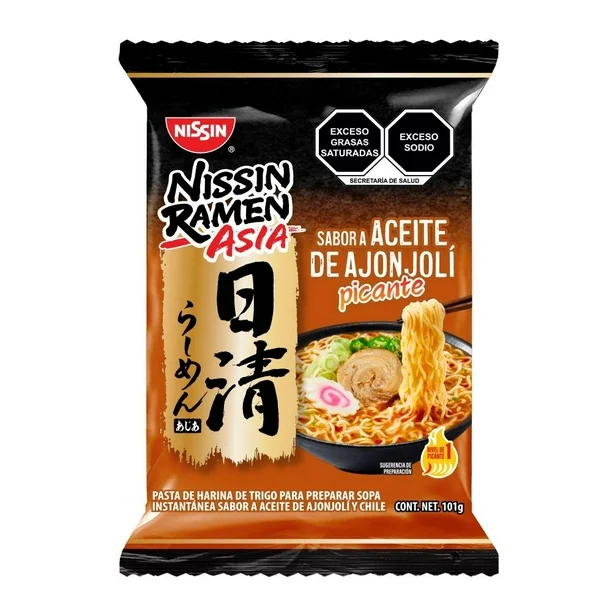 NISSIN
®
NISSIN
RAMEN
ASIA
日清
らーめん
あじあ
EXCESO
GRASAS
SATURADAS
EXCESO
SODIO
SECRETARÍA DE SALUD
SABOR A ACEITE
DE AJONJOLÍ
picante
NIVEL DE
PICANTE 1
SUGERENCIA DE
PREPARACIÓN
PASTA DE HARINA DE TRIGO PARA PREPARAR SOPA
INSTANTÁNEA SABOR A ACEITE DE AJONJOLÍ Y CHILE
CONT. NET. 101g